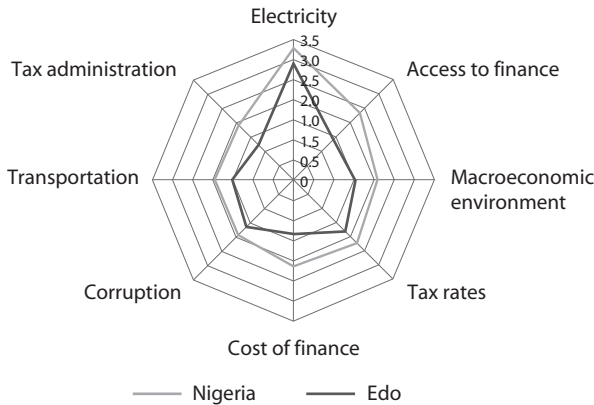 Electricity
3.5
3.0
2.5
2.0
1.0
1.5
0.5
0
Tax administration
Access to finance
Transportation
Macroeconomic
environment
Corruption
Tax rates
Cost of finance
Nigeria
Edo